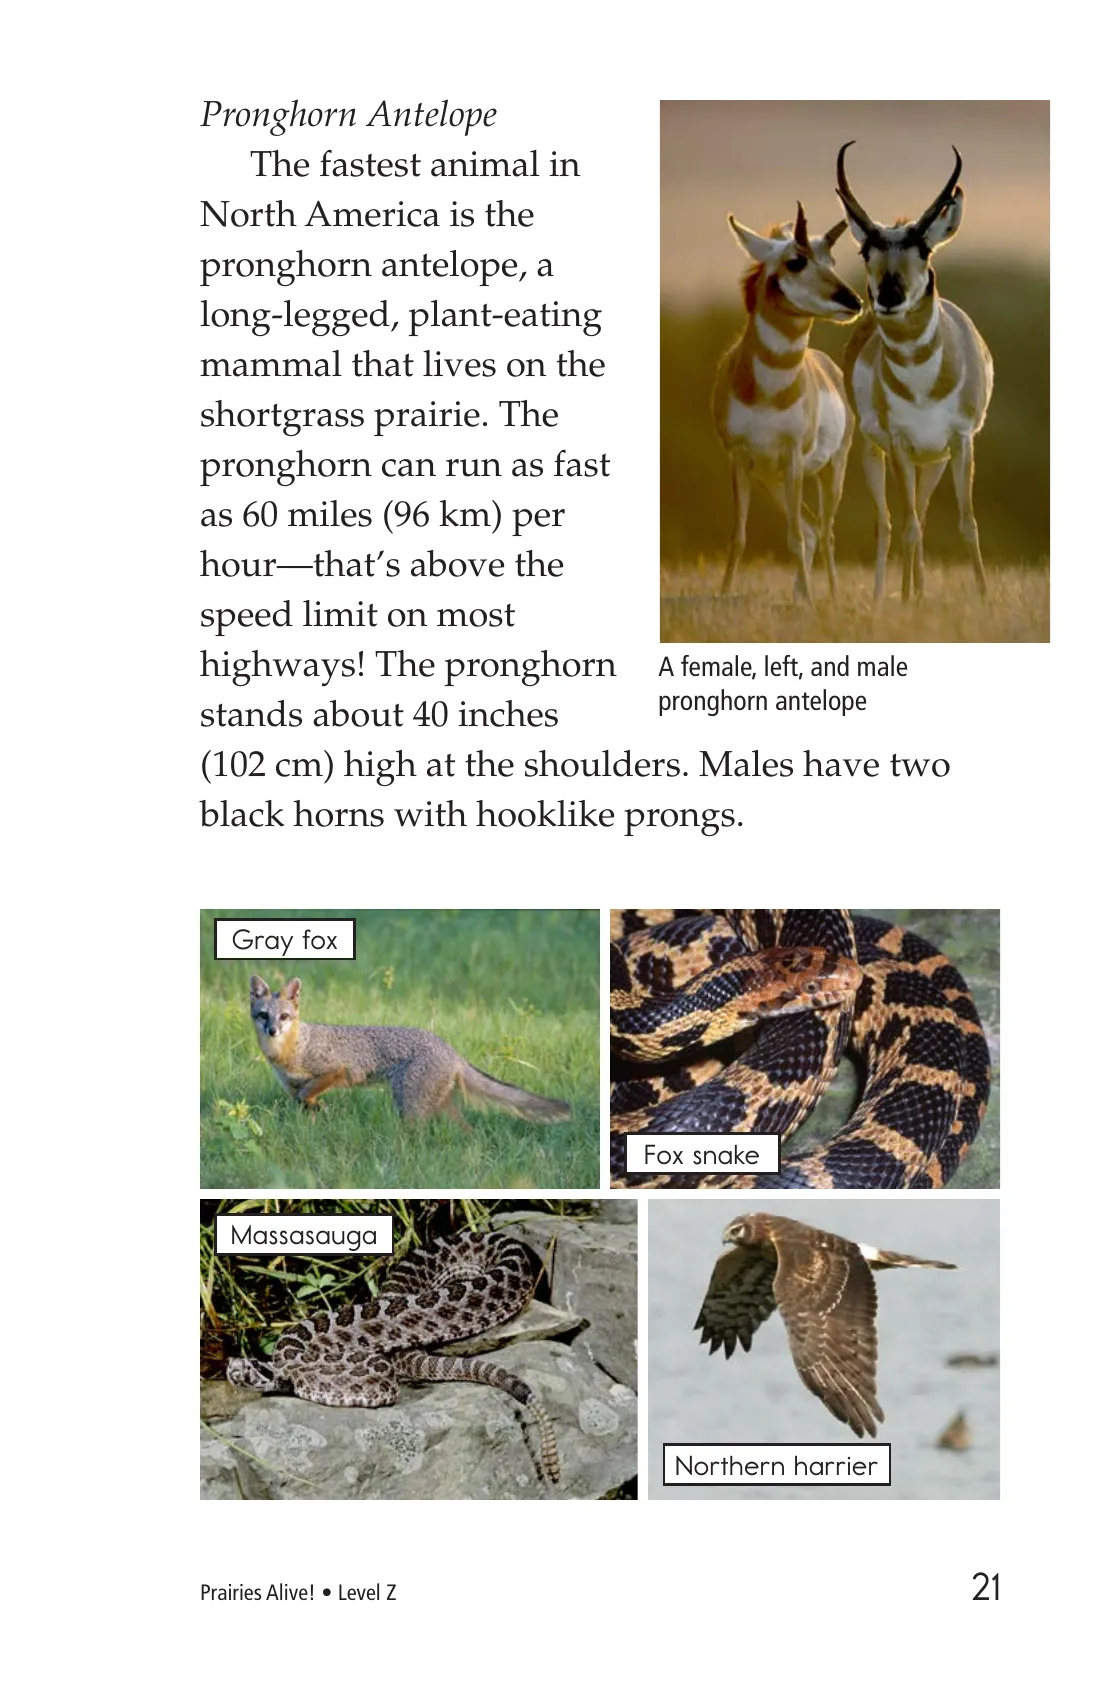 Pronghorn Antelope
The fastest animal in
North America is the
pronghorn antelope, a
long-legged, plant-eating
mammal that lives on the
shortgrass prairie. The
pronghorn can run as fast
as 60 miles (96 km) per
hour—that’s above the
speed limit on most
highways! The pronghorn
stands about 40 inches
(102 cm) high at the shoulders. Males have two
black horns with hooklike prongs.
A female, left, and male
pronghorn antelope
Gray fox
Fox snake
Massasauga
Northern harrier
Prairies Alive! • Level Z
21